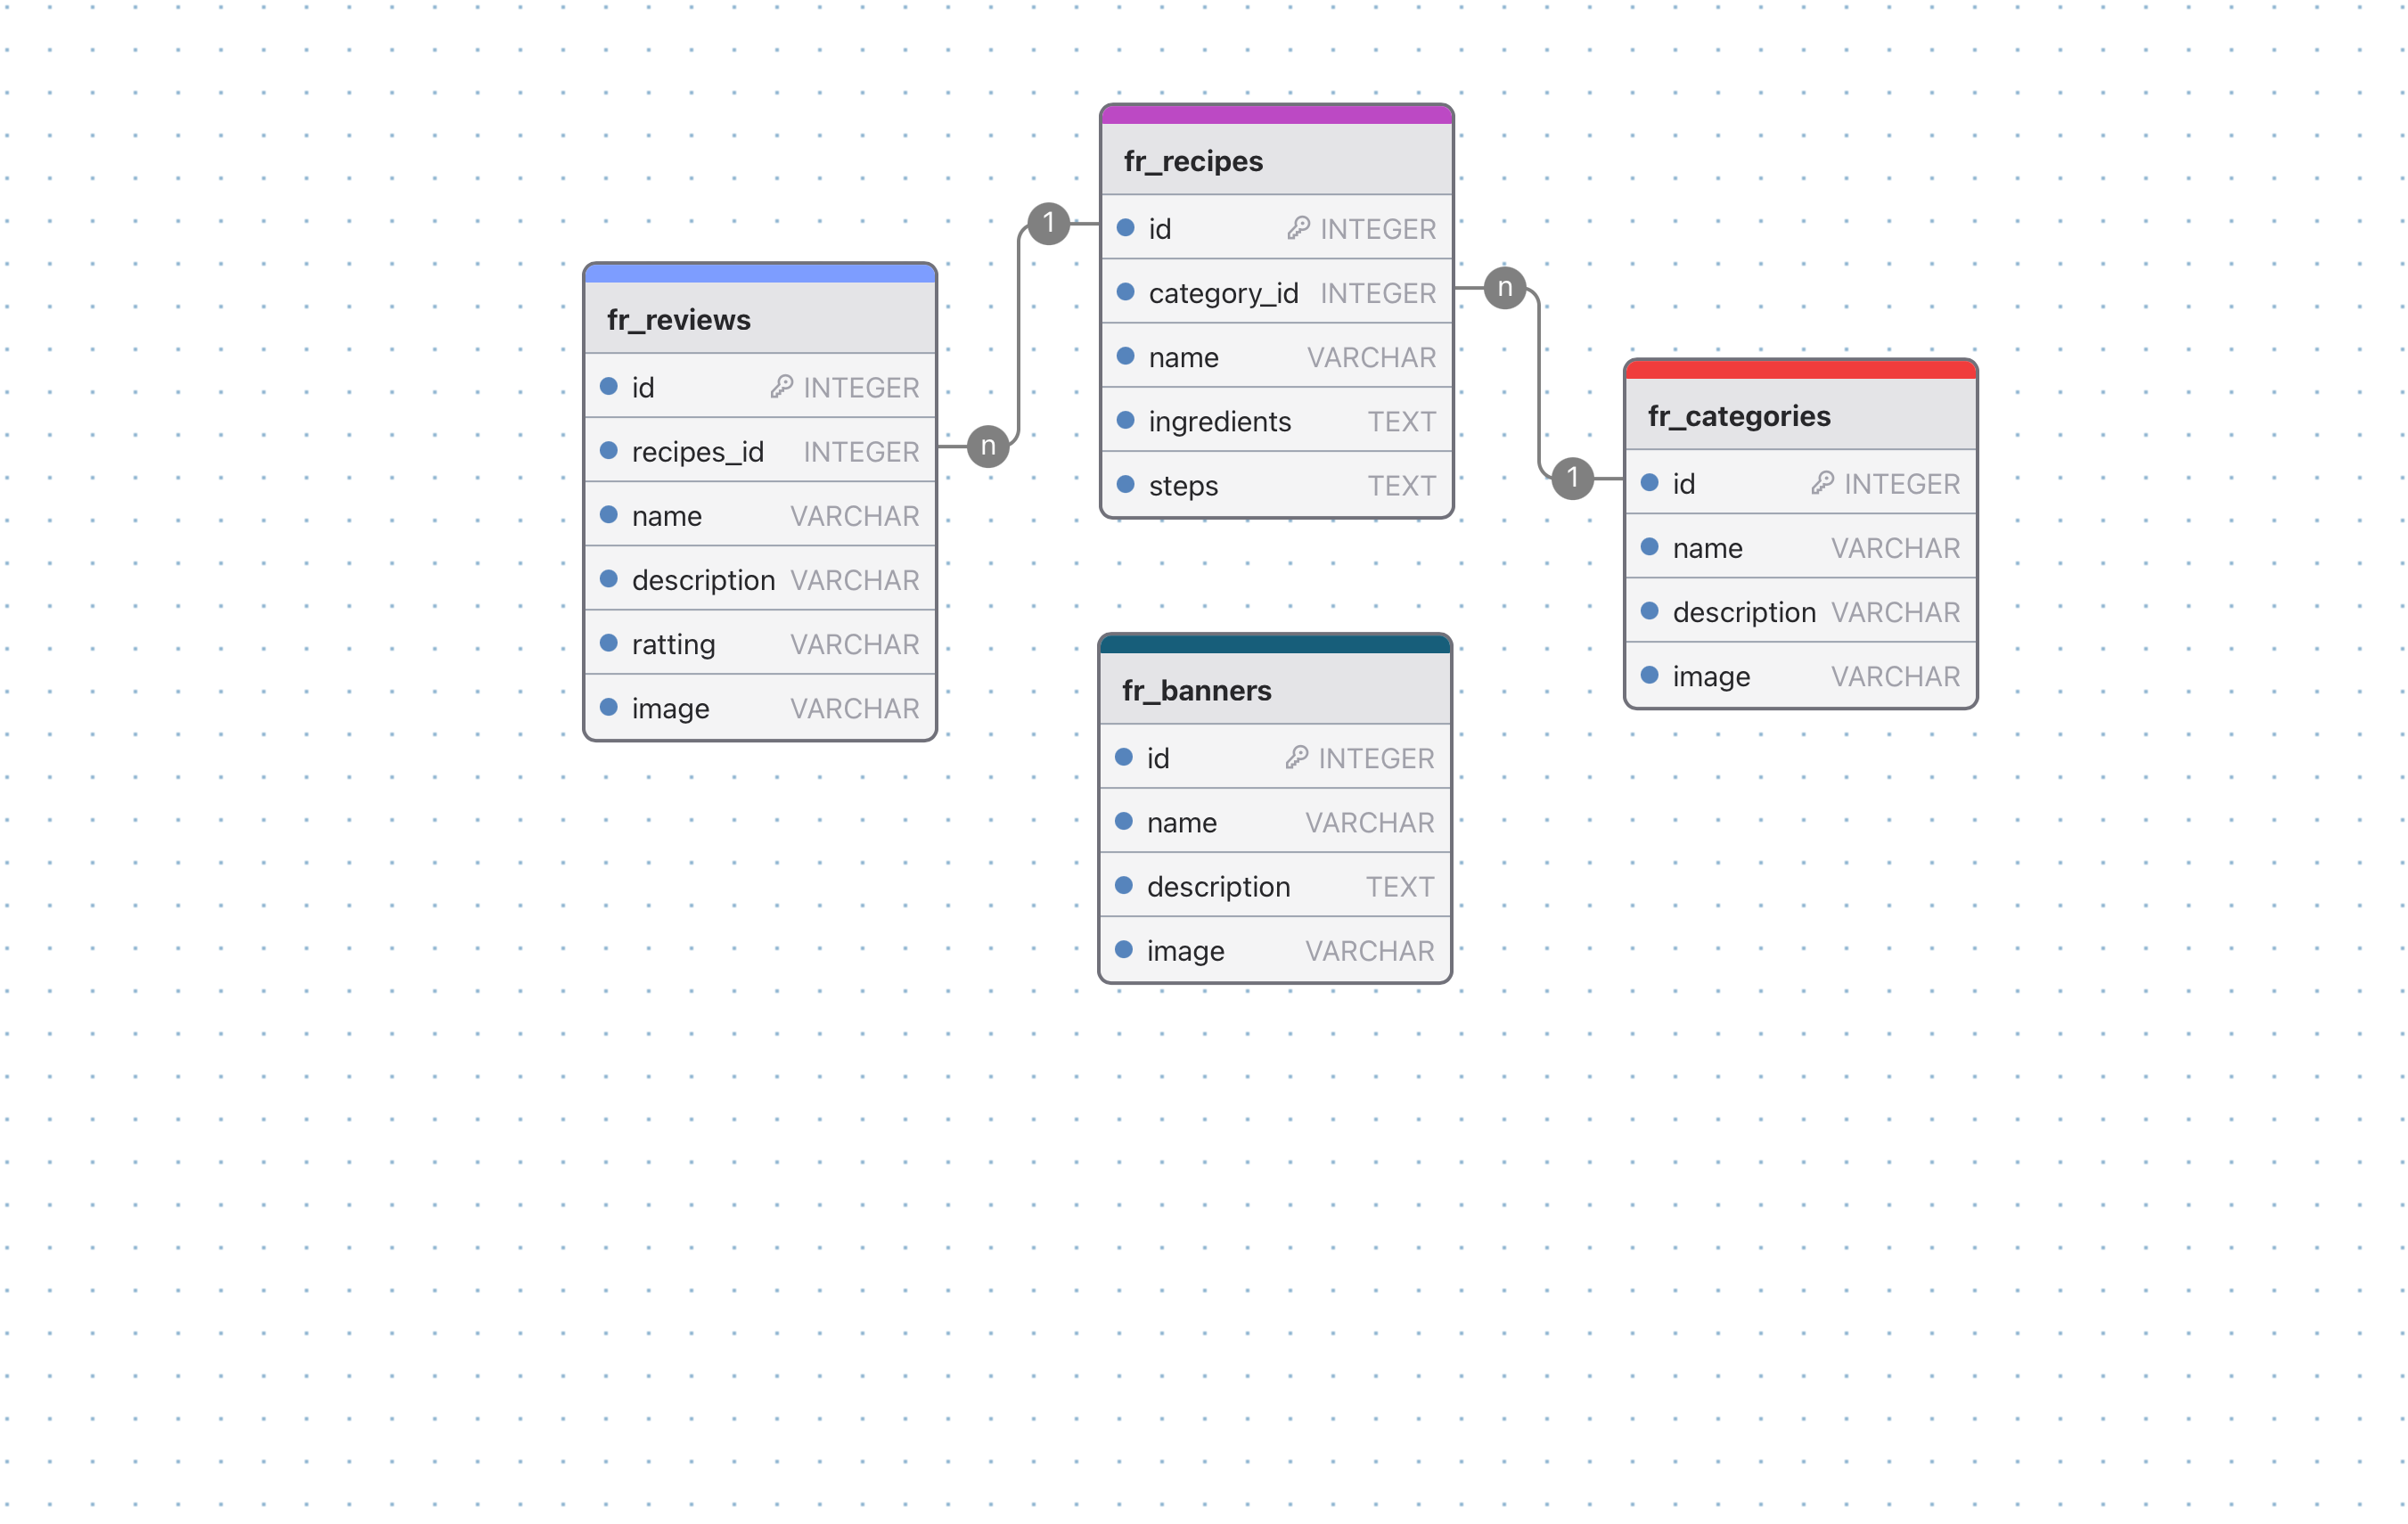 fr_reviews
id INTEGER
recipes_id INTEGER
name VARCHAR
description VARCHAR
ratting VARCHAR
image VARCHAR
n
1
fr_recipes
id INTEGER
category_id INTEGER
name VARCHAR
ingredients TEXT
steps TEXT
n
1
fr_categories
id INTEGER
name VARCHAR
description VARCHAR
image VARCHAR
fr_banners
id INTEGER
name VARCHAR
description TEXT
image VARCHAR